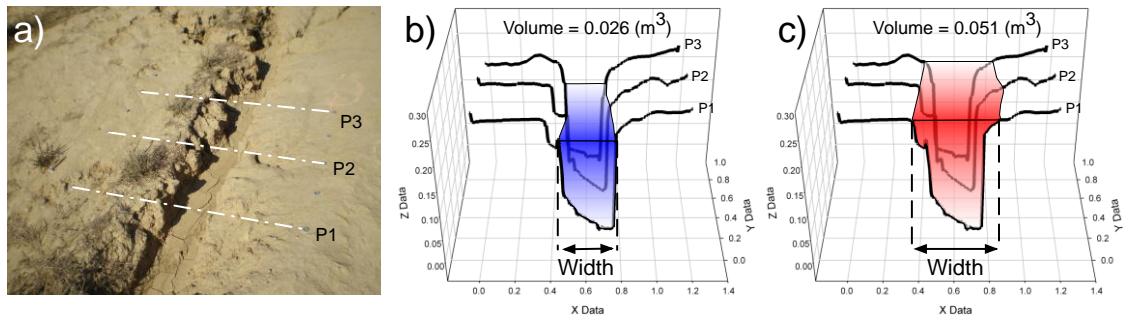 a)
P3
P2
P1
b)
Volume = 0.026 (m3)
P3
P2
P1
0.30
0.25
0.20
0.15
0.10
0.05
0.00
Z Data
1.0
0.8
0.6
0.4
0.2
0.0
Y Data
Width
0.0 0.2 0.4 0.6 0.8 1.0 1.2 1.4
X Data
c)
Volume = 0.051 (m3)
P3
P2
P1
0.30
0.25
0.20
0.15
0.10
0.05
0.00
Z Data
1.0
0.8
0.6
0.4
0.2
0.0
Y Data
Width
0.0 0.2 0.4 0.6 0.8 1.0 1.2 1.4
X Data